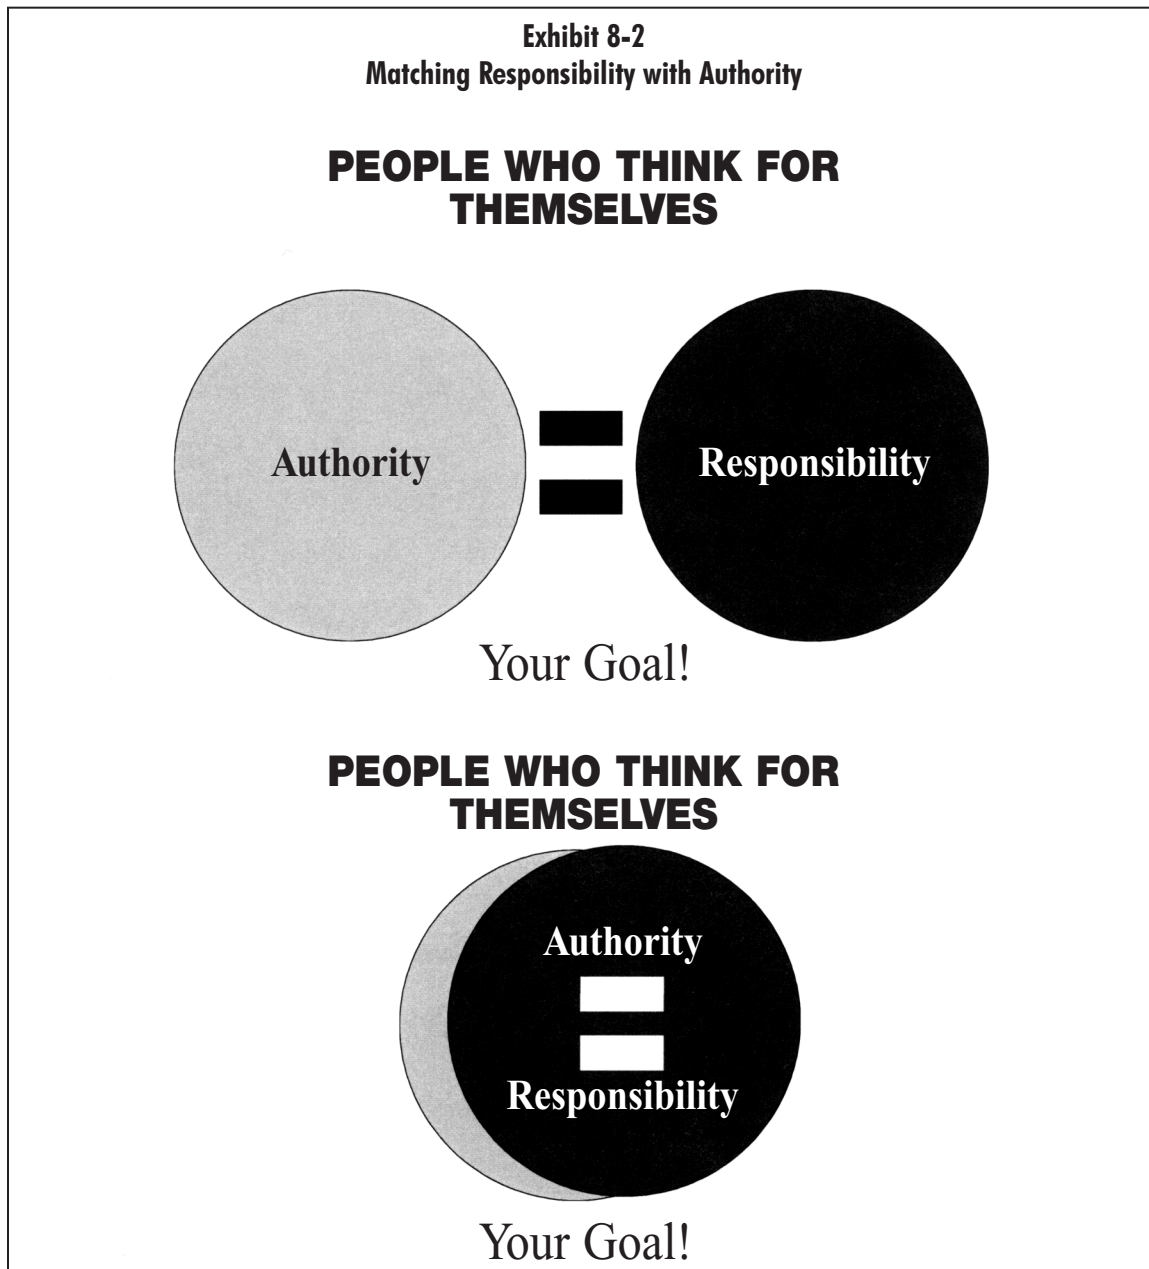 Exhibit 8-2
Matching Responsibility with Authority
PEOPLE WHO THINK FOR
THEMSELVES
Authority
Responsibility
Your Goal!
PEOPLE WHO THINK FOR
THEMSELVES
Authority
Responsibility
Your Goal!